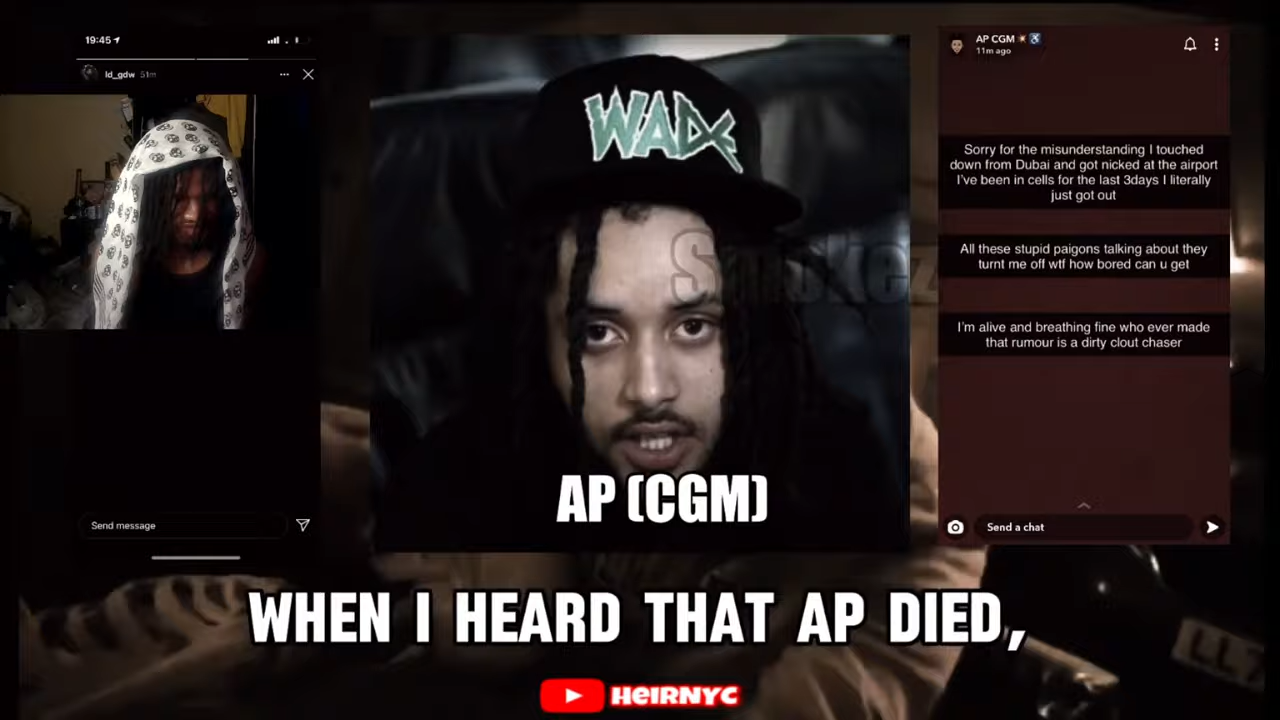 19:45
ld_gdw 51m
Send message
WADE
Smokez
AP (CGM)
AP CGM
11m ago
Sorry for the misunderstanding I touched
down from Dubai and got nicked at the airport
I've been in cells for the last 3days I literally
just got out
All these stupid paigons talking about they
turnt me off wtf how bored can u get
I'm alive and breathing fine who ever made
that rumour is a dirty clout chaser
Send a chat
WHEN I HEARD THAT AP DIED,
HEIRNYC